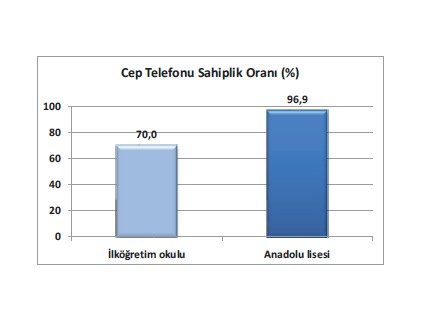 Cep Telefonu Sahiplik Oranı (%)
100
80
60
40
20
0
70,0
96,9
İlköğretim okulu
Anadolu lisesi